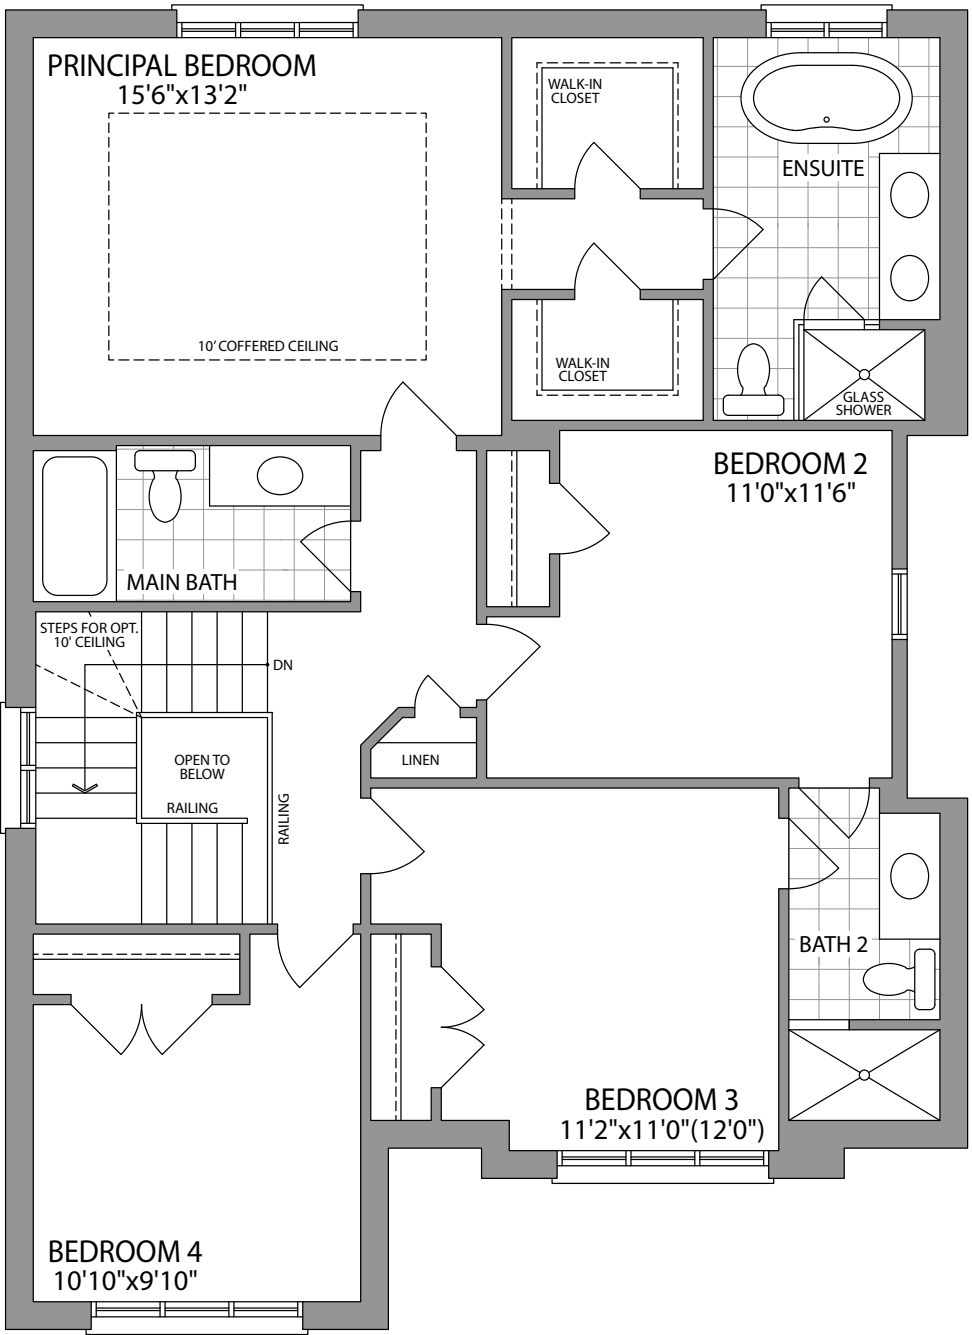 PRINCIPAL BEDROOM
15'6"x13'2"
10' COFFERED CEILING
WALK-IN
CLOSET
WALK-IN
CLOSET
ENSUITE
GLASS
SHOWER
BEDROOM 2
11'0"x11'6"
MAIN BATH
STEPS FOR OPT.
10' CEILING
DN
OPEN TO
BELOW
RAILING
RAILING
LINEN
BATH 2
BEDROOM 3
11'2"x11'0"(12'0")
BEDROOM 4
10'10"x9'10"